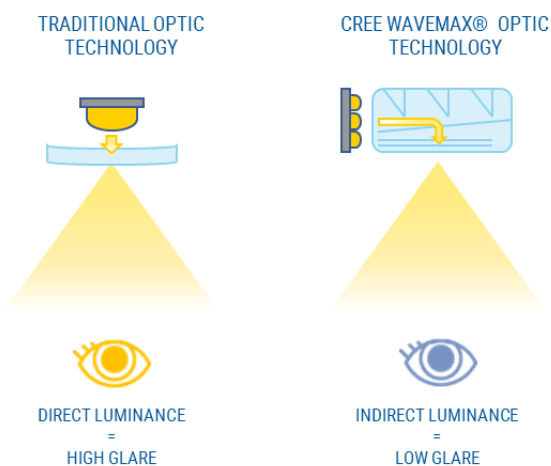 TRADITIONAL OPTIC
TECHNOLOGY
CREE WAVEMAX® OPTIC
TECHNOLOGY
DIRECT LUMINANCE
=
HIGH GLARE
INDIRECT LUMINANCE
=
LOW GLARE